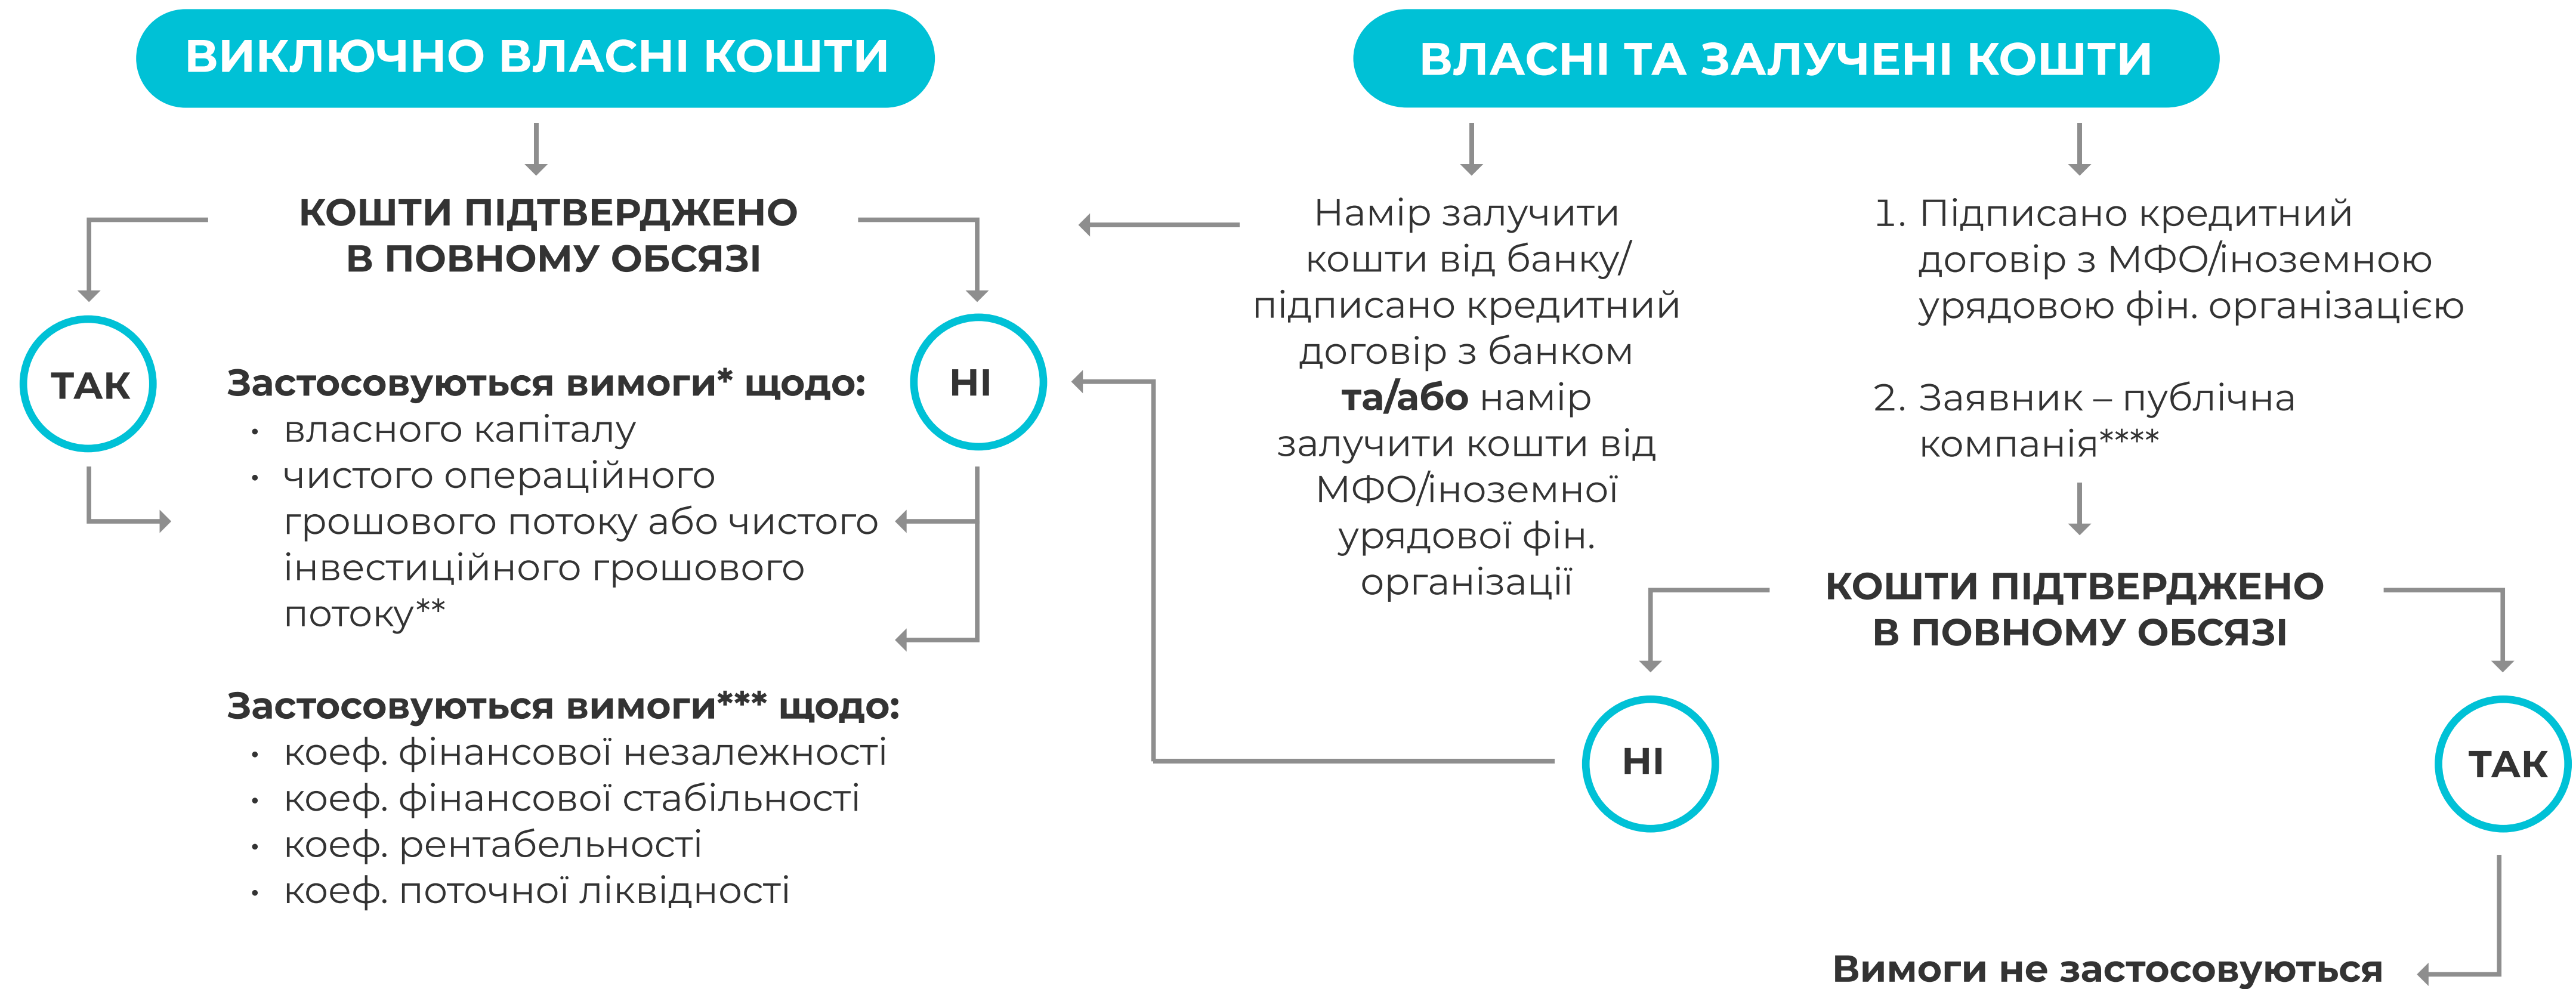 ВИКЛЮЧНО ВЛАСНІ КОШТИ
КОШТИ ПІДТВЕРДЖЕНО
В ПОВНОМУ ОБСЯЗІ
ТАК
НІ
Застосовуються вимоги* щодо:
• власного капіталу
• чистого операційного
грошового потоку або чистого
інвестиційного грошового
потоку**
Застосовуються вимоги*** щодо:
• коеф. фінансової незалежності
• коеф. фінансової стабільності
• коеф. рентабельності
• коеф. поточної ліквідності
ВЛАСНІ ТА ЗАЛУЧЕНІ КОШТИ
Намір залучити
кошти від банку/
підписано кредитний
договір з банком
та/або намір
залучити кошти від
МФО/іноземної
урядової фін.
організації
1. Підписано кредитний
договір з МФО/іноземною
урядовою фін. організацією
2. Заявник – публічна
компанія****
КОШТИ ПІДТВЕРДЖЕНО
В ПОВНОМУ ОБСЯЗІ
НІ
ТАК
Вимоги не застосовуються